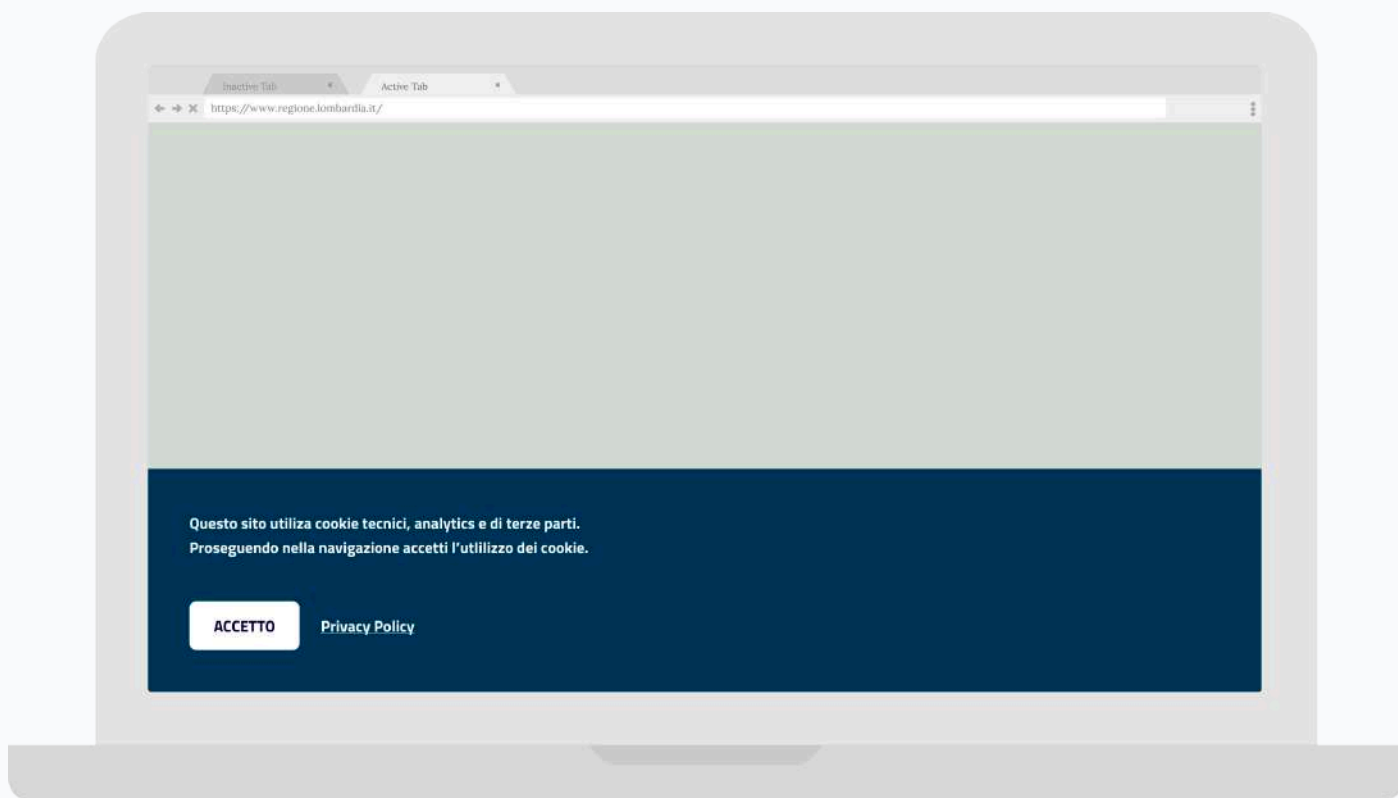 Inactive Tab
Active Tab
https://www.regione.lombardia.it/
Questo sito utiliza cookie tecnici, analytics e di terze parti.
Proseguendo nella navigazione accetti l'utlilizzo dei cookie.
ACCETTO
Privacy Policy